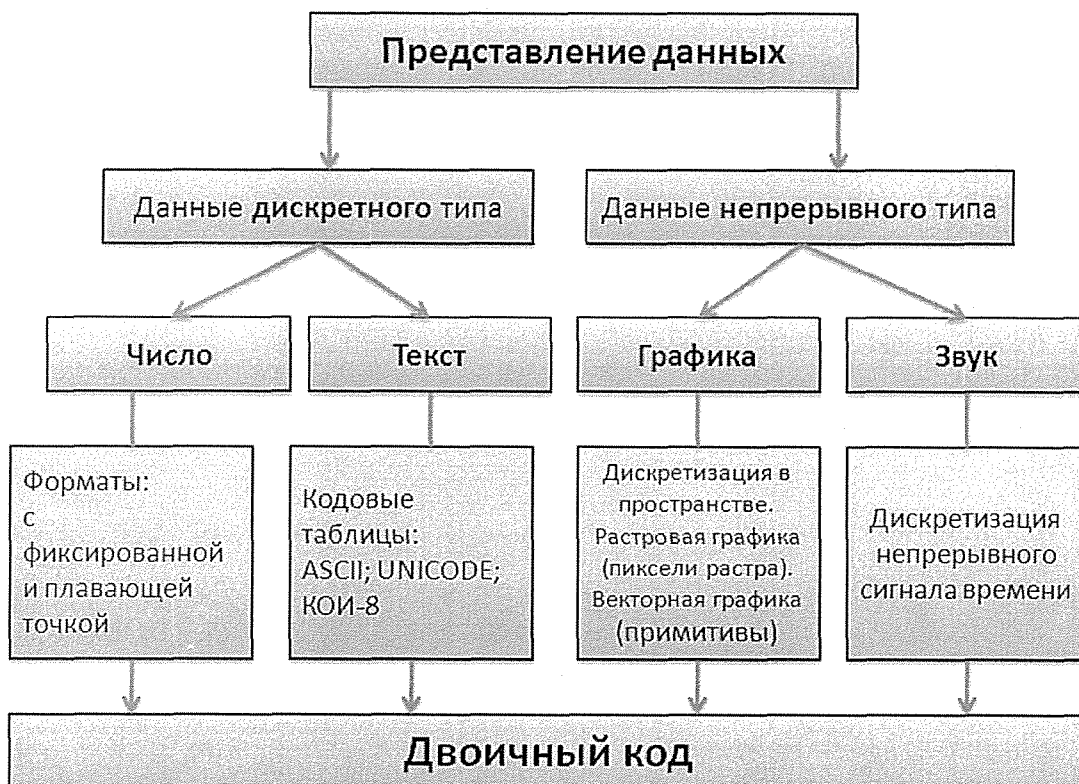 Представление данных
Данные дискретного типа
Данные непрерывного типа
Число
Текст
Графика
Звук
Форматы:
с
фиксированной
и плавающей
точкой
Кодовые
таблицы:
ASCII; UNICODE;
КОИ-8
Дискретизация в
пространстве.
Растровая графика
(пиксели растра).
Векторная графика
(примитивы)
Дискретизация
непрерывного
сигнала времени
Двоичный код